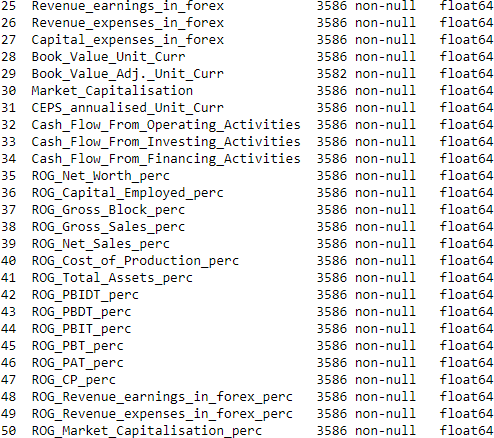 25 Revenue_earnings_in_forex 3586 non-null float64
26 Revenue_expenses_in_forex 3586 non-null float64
27 Capital_expenses_in_forex 3586 non-null float64
28 Book_Value_Unit_Curr 3586 non-null float64
29 Book_Value_Adj._Unit_Curr 3582 non-null float64
30 Market_Capitalisation 3586 non-null float64
31 CEPS_annualised_Unit_Curr 3586 non-null float64
32 Cash_Flow_From_Operating_Activities 3586 non-null float64
33 Cash_Flow_From_Investing_Activities 3586 non-null float64
34 Cash_Flow_From_Financing_Activities 3586 non-null float64
35 ROG_Net_Worth_perc 3586 non-null float64
36 ROG_Capital_Employed_perc 3586 non-null float64
37 ROG_Gross_Block_perc 3586 non-null float64
38 ROG_Gross_Sales_perc 3586 non-null float64
39 ROG_Net_Sales_perc 3586 non-null float64
40 ROG_Cost_of_Production_perc 3586 non-null float64
41 ROG_Total_Assets_perc 3586 non-null float64
42 ROG_PBIDT_perc 3586 non-null float64
43 ROG_PBDT_perc 3586 non-null float64
44 ROG_PBIT_perc 3586 non-null float64
45 ROG_PBT_perc 3586 non-null float64
46 ROG_PAT_perc 3586 non-null float64
47 ROG_CP_perc 3586 non-null float64
48 ROG_Revenue_earnings_in_forex_perc 3586 non-null float64
49 ROG_Revenue_expenses_in_forex_perc 3586 non-null float64
50 ROG_Market_Capitalisation_perc 3586 non-null float64